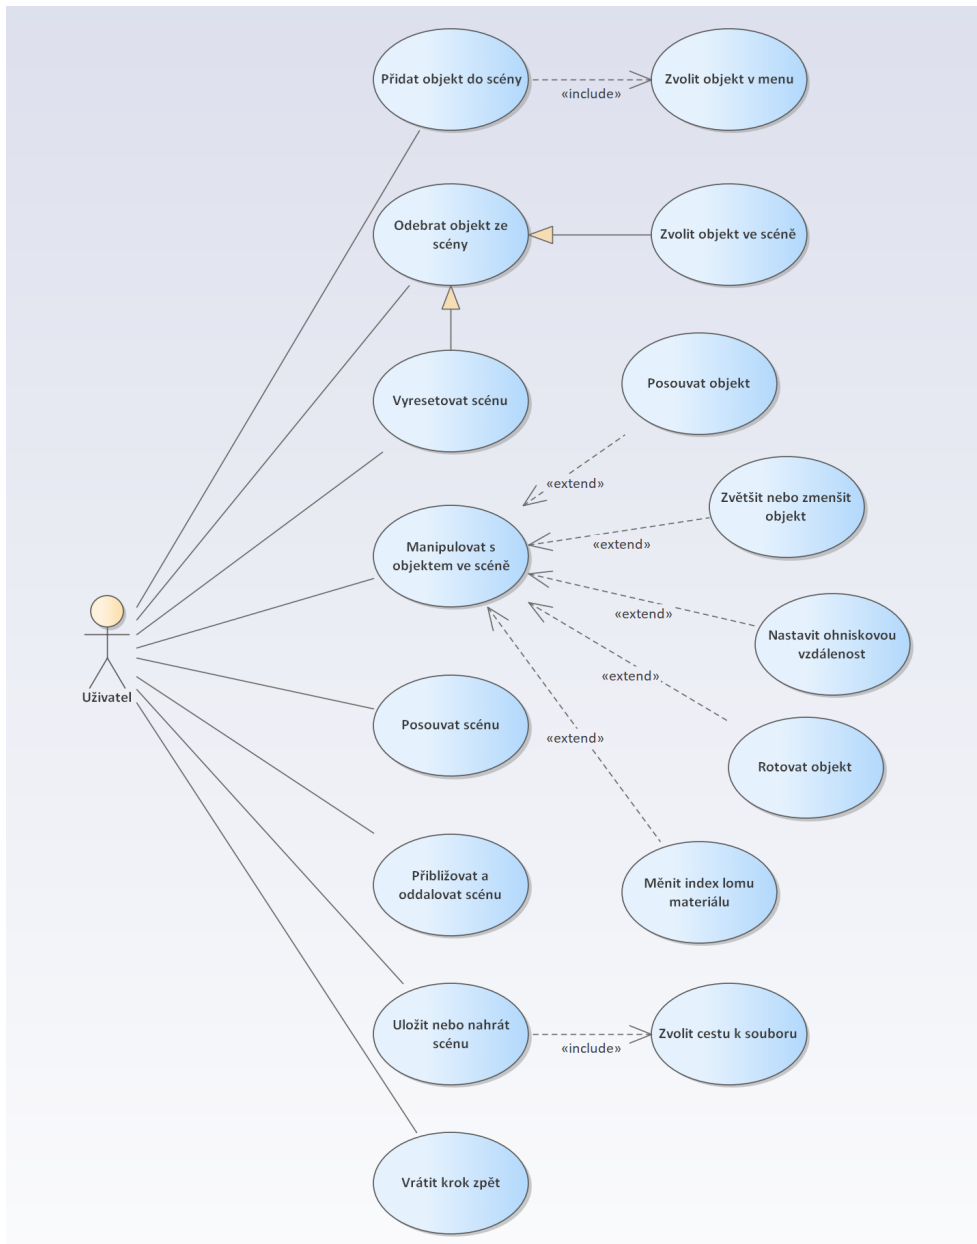 Přidat objekt do scény
«include»
Zvolit objekt v menu
Odebrat objekt ze
scény
Zvolit objekt ve scéně
Vyresetovat scénu
Posouvat objekt
«extend»
Zvětšit nebo zmenšit
objekt
«extend»
Manipulovat s
objektem ve scéně
«extend»
Nastavit ohniskovou
vzdálenost
«extend»
Uživatel
Posouvat scénu
«extend»
Rotovat objekt
Přibližovat a
oddalovat scénu
Měnit index lomu
materiálu
Uložit nebo nahrát
scénu
«include»
Zvolit cestu k souboru
Vrátit krok zpět